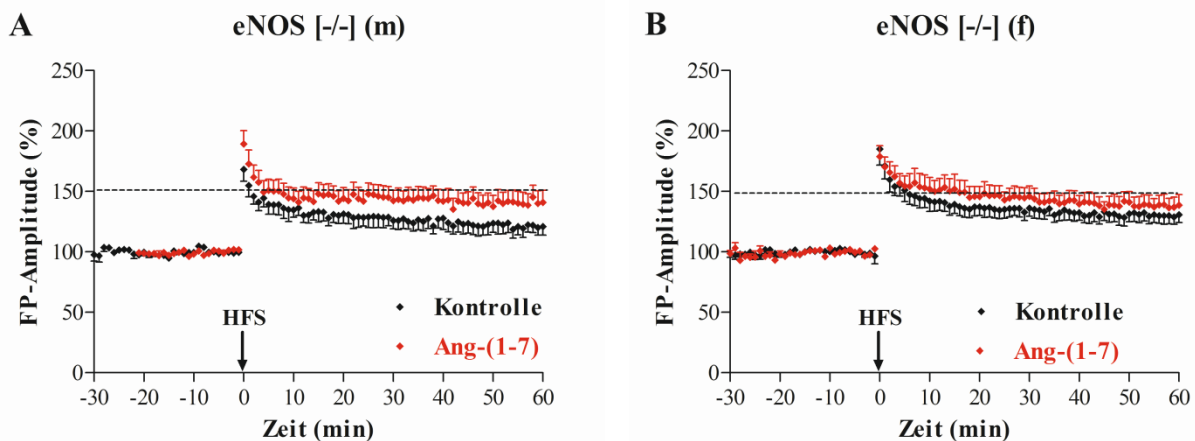 A
eNOS [-/-] (m)
FP-Amplitude (%)
250
200
150
100
50
0
HFS
Kontrolle
Ang-(1-7)
-30 -20 -10 0 10 20 30 40 50 60
Zeit (min)
B
eNOS [-/-] (f)
FP-Amplitude (%)
250
200
150
100
50
0
HFS
Kontrolle
Ang-(1-7)
-30 -20 -10 0 10 20 30 40 50 60
Zeit (min)